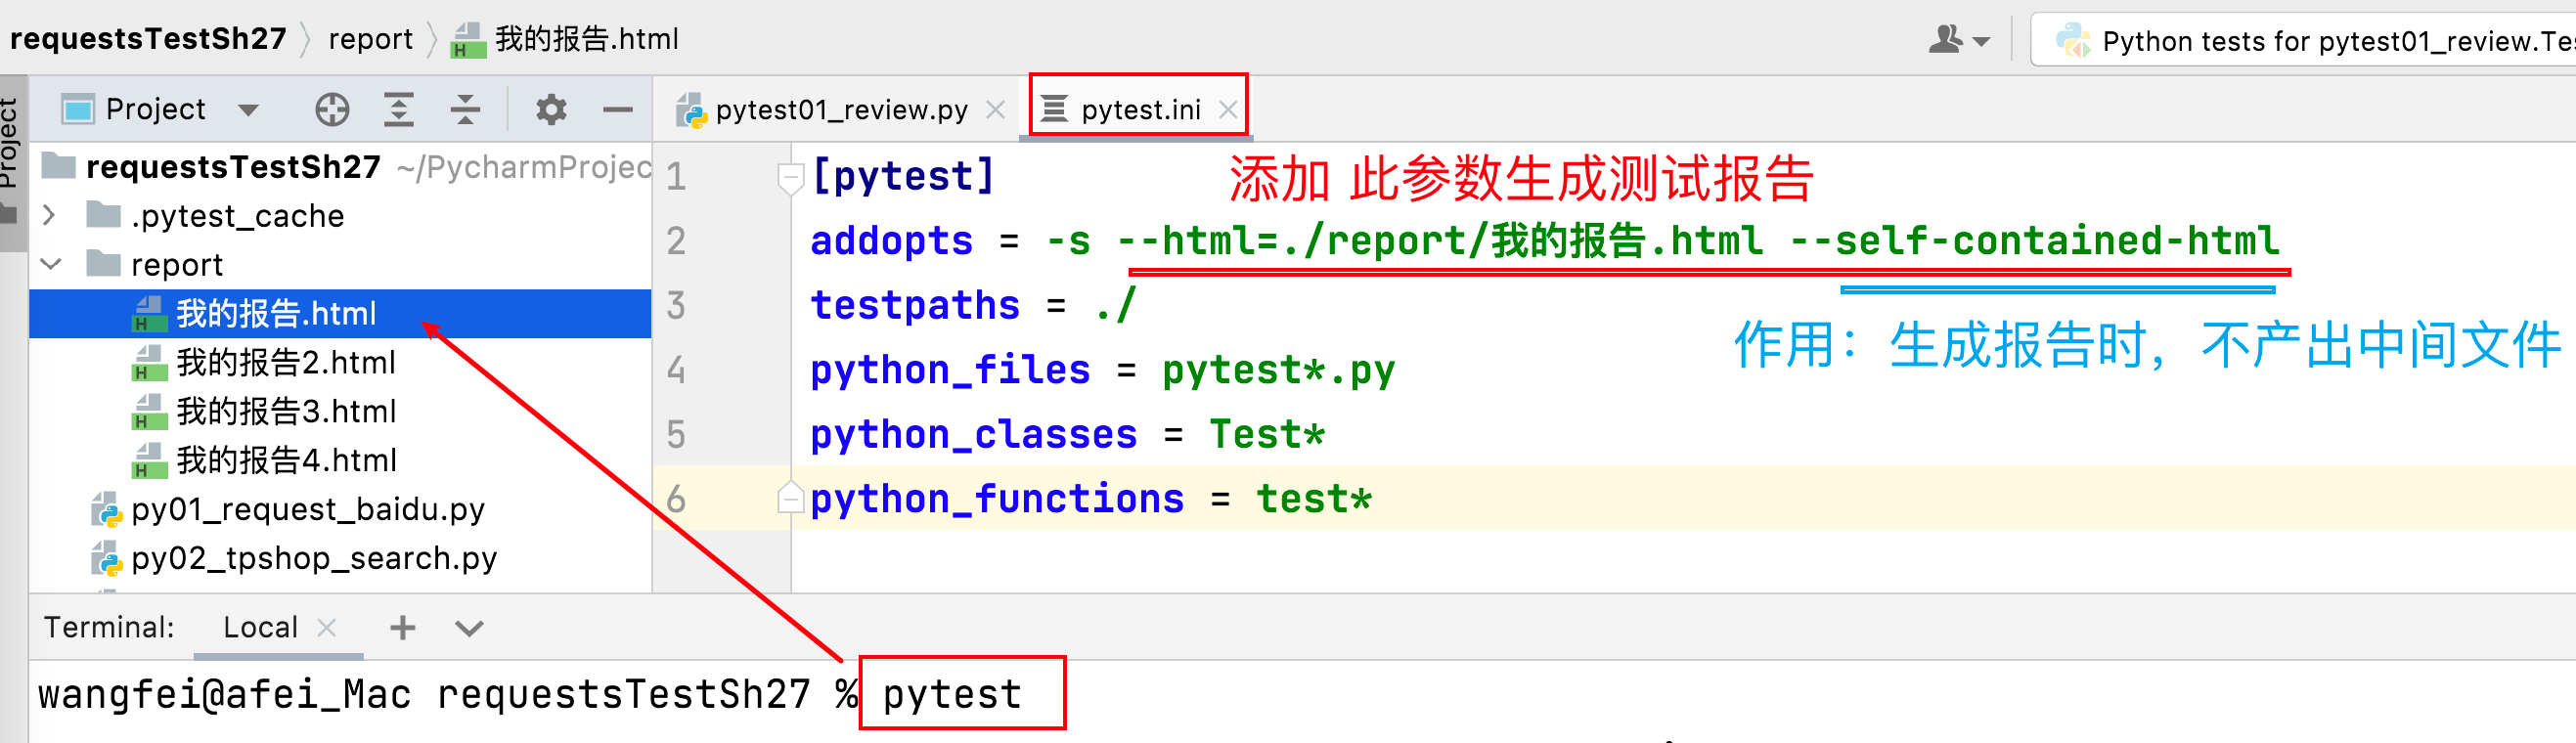 requestsTestSh27 report 我的报告.html
Python tests for pytest01_review.Tes
Project
Project
pytest01_review.py
pytest.ini
requestsTestSh27 ~/PycharmProjec
.pytest_cache
report
我的报告.html
我的报告2.html
我的报告3.html
我的报告4.html
py01_request_baidu.py
py02_tpshop_search.py
1 [pytest]
添加 此参数生成测试报告
2 addopts = -s --html=./report/我的报告.html --self-contained-html
3 testpaths = ./
作用：生成报告时，不产出中间文件
4 python_files = pytest*.py
5 python_classes = Test*
6 python_functions = test*
Terminal: Local
wangfei@afei_Mac requestsTestSh27 % pytest